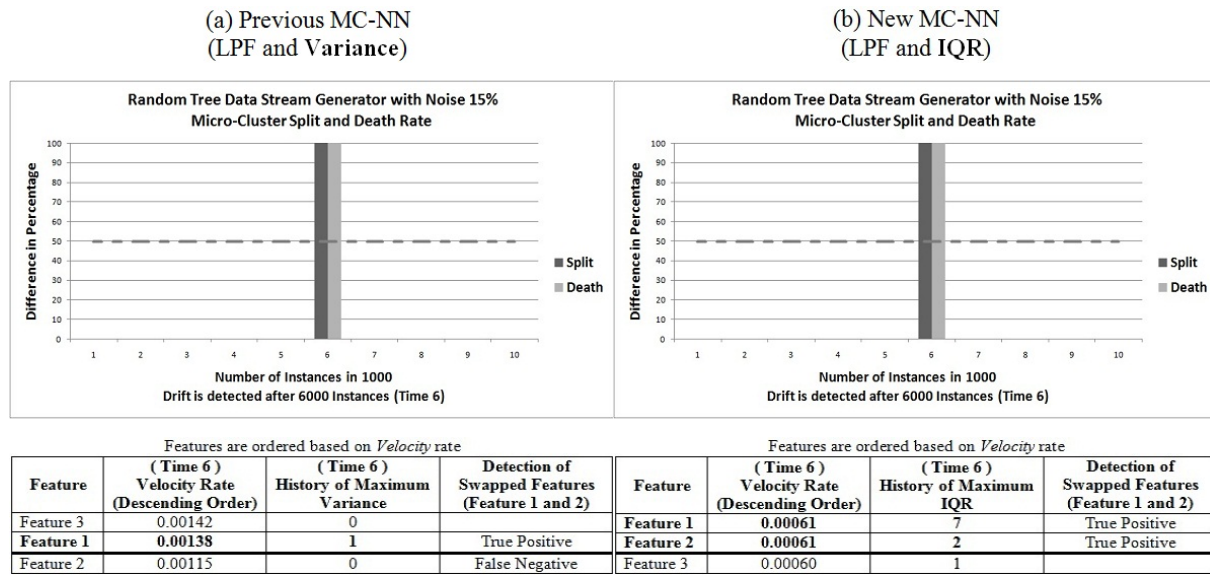 (a) Previous MC-NN
(LPF and Variance)
Random Tree Data Stream Generator with Noise 15%
Micro-Cluster Split and Death Rate
Difference in Percentage
100
90
80
70
60
50
40
30
20
10
0
1 2 3 4 5 6 7 8 9 10
Split
Death
Number of Instances in 1000
Drift is detected after 6000 Instances (Time 6)
Features are ordered based on Velocity rate
Feature | ( Time 6 ) Velocity Rate (Descending Order) | ( Time 6 ) History of Maximum Variance | Detection of Swapped Features (Feature 1 and 2)
Feature 3 0.00142 0
Feature 1 0.00138 1 True Positive
Feature 2 0.00115 0 False Negative
(b) New MC-NN
(LPF and IQR)
Random Tree Data Stream Generator with Noise 15%
Micro-Cluster Split and Death Rate
Difference in Percentage
100
90
80
70
60
50
40
30
20
10
0
1 2 3 4 5 6 7 8 9 10
Split
Death
Number of Instances in 1000
Drift is detected after 6000 Instances (Time 6)
Features are ordered based on Velocity rate
Feature | ( Time 6 ) Velocity Rate (Descending Order) | ( Time 6 ) History of Maximum IQR | Detection of Swapped Features (Feature 1 and 2)
Feature 1 0.00061 7 True Positive
Feature 2 0.00061 2 True Positive
Feature 3 0.00060 1